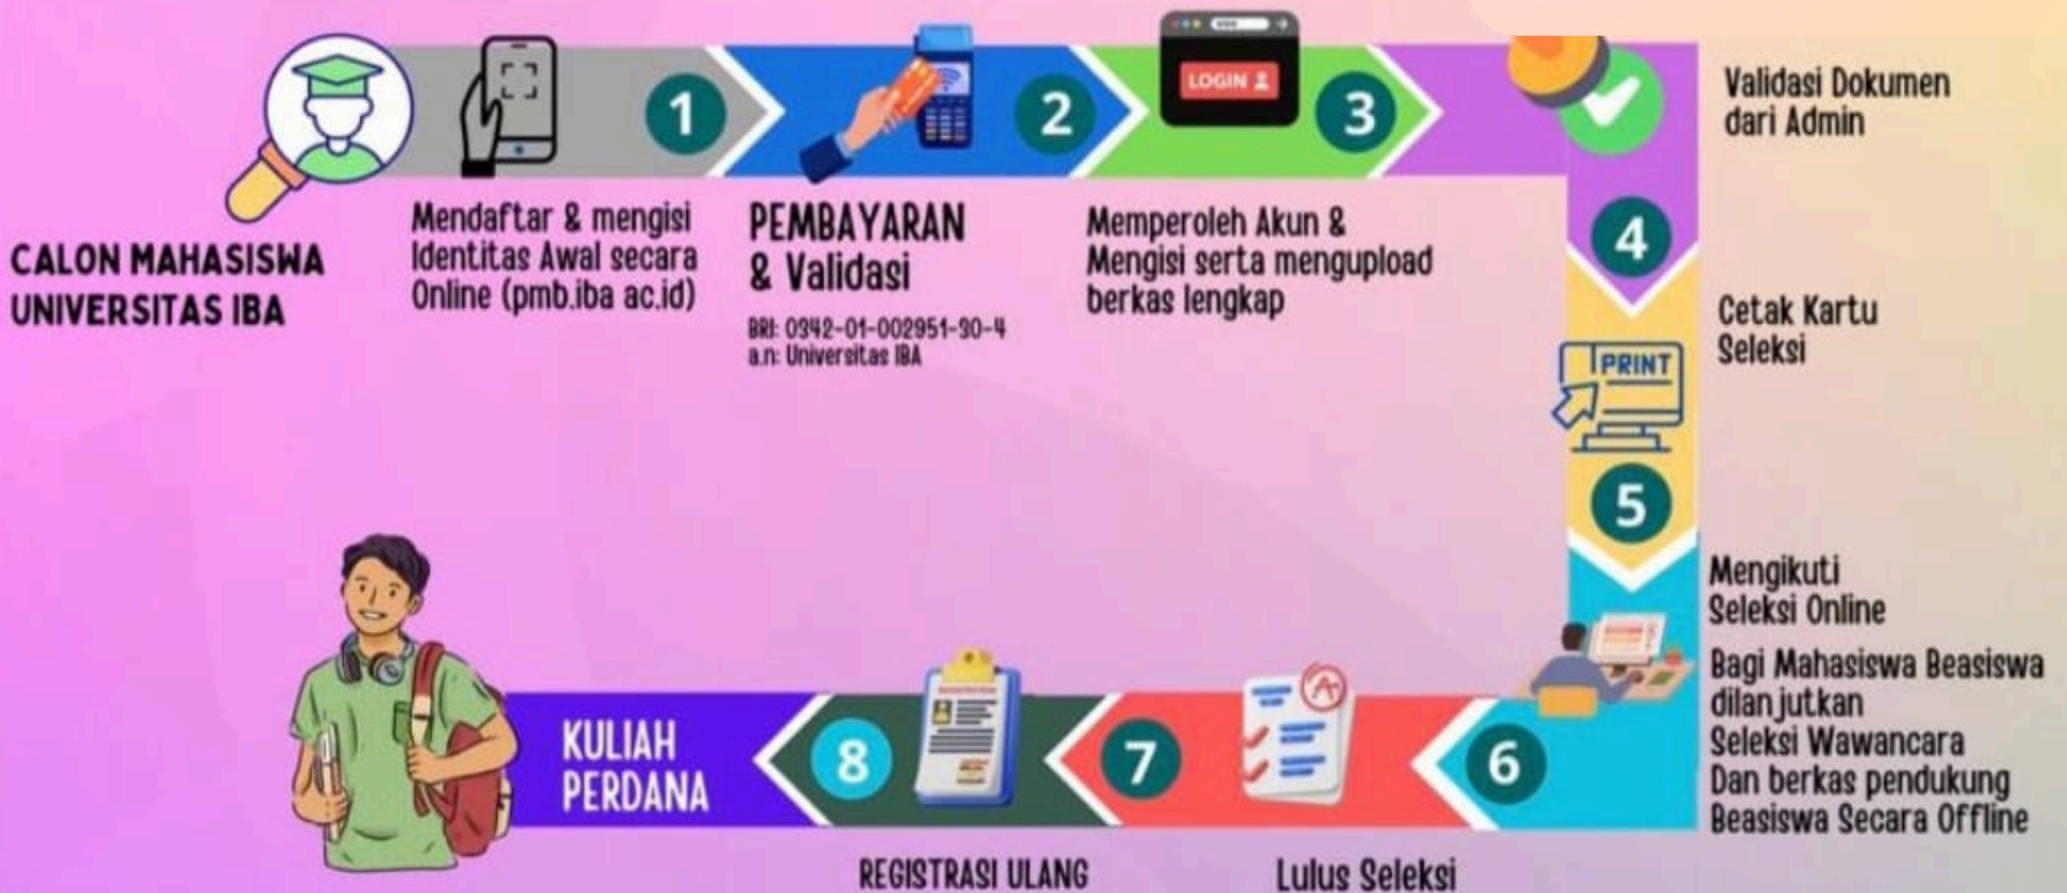 CALON MAHASISWA
UNIVERSITAS IBA
1
Mendaftar & mengisi
Identitas Awal secara
Online (pmb.iba ac.id)
2
PEMBAYARAN
& Validasi
BRI: 0342-01-002951-30-4
a.n: Universitas IBA
LOGIN
3
Memperoleh Akun &
Mengisi serta mengupload
berkas lengkap
Validasi Dokumen
dari Admin
4
Cetak Kartu
Seleksi
PRINT
5
Mengikuti
Seleksi Online
Bagi Mahasiswa Beasiswa
dilanjutkan
Seleksi Wawancara
Dan berkas pendukung
Beasiswa Secara Offline
6
A
7
Lulus Seleksi
8
REGISTRASI ULANG
KULIAH
PERDANA